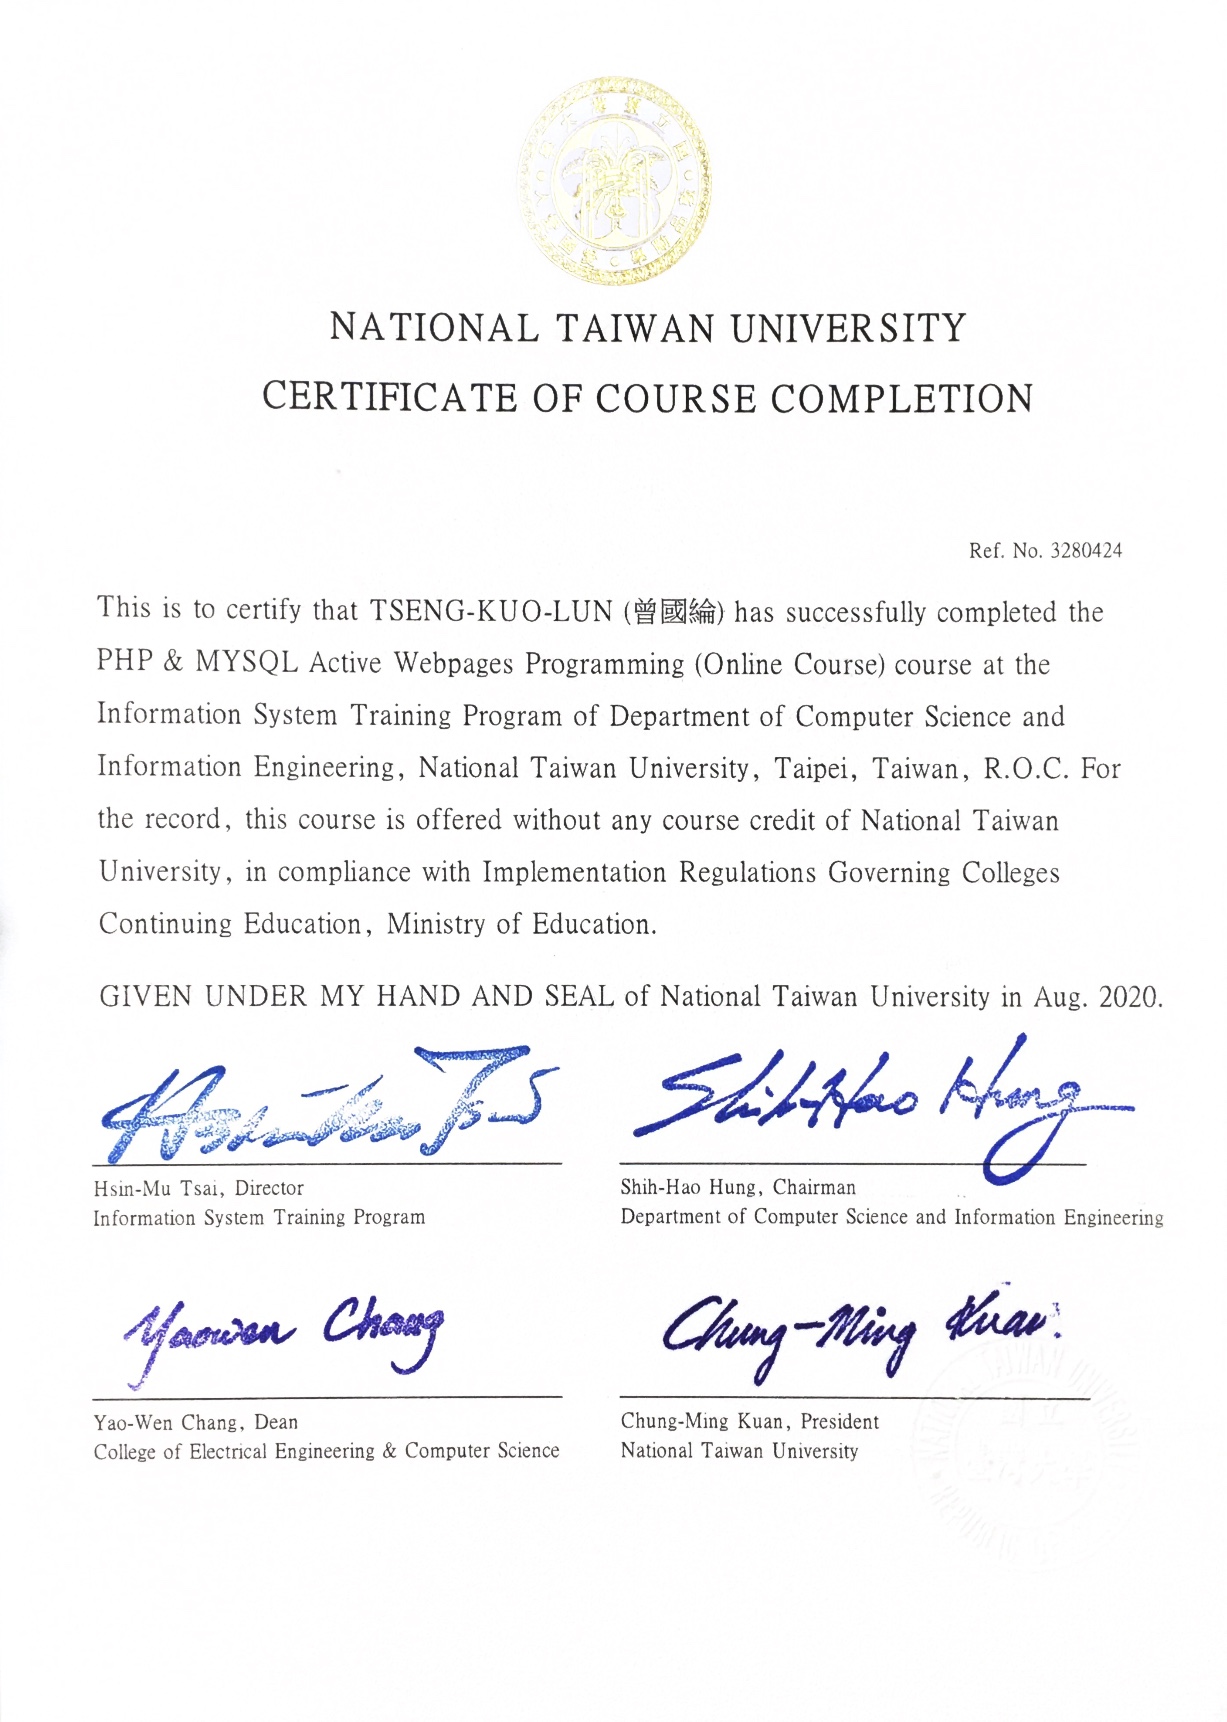 NATIONAL TAIWAN UNIVERSITY
CERTIFICATE OF COURSE COMPLETION
Ref. No. 3280424
This is to certify that TSENG-KUO-LUN (曾國綸) has successfully completed the
PHP & MYSQL Active Webpages Programming (Online Course) course at the
Information System Training Program of Department of Computer Science and
Information Engineering, National Taiwan University, Taipei, Taiwan, R.O.C. For
the record, this course is offered without any course credit of National Taiwan
University, in compliance with Implementation Regulations Governing Colleges
Continuing Education, Ministry of Education.
GIVEN UNDER MY HAND AND SEAL of National Taiwan University in Aug. 2020.
Shih-Hao Hung
Hsin-Mu Tsai, Director
Information System Training Program
Shih-Hao Hung, Chairman
Department of Computer Science and Information Engineering
Yaowen Chang
Chung-Ming Kuan
Yao-Wen Chang, Dean
College of Electrical Engineering & Computer Science
Chung-Ming Kuan, President
National Taiwan University